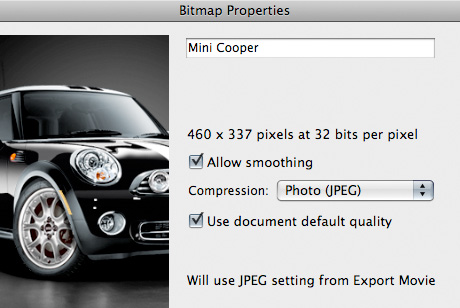 Bitmap Properties
Mini Cooper
460 x 337 pixels at 32 bits per pixel
Allow smoothing
Compression: Photo (JPEG)
Use document default quality
Will use JPEG setting from Export Movie